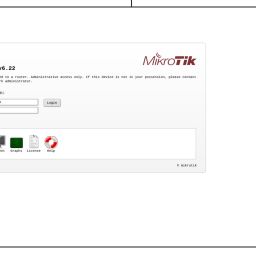 MikroTik
v6.22
to a router. Administrative access only. If this device is not in your possession, please contact
administrator.
Login
Graphs License Help
© mikrotik